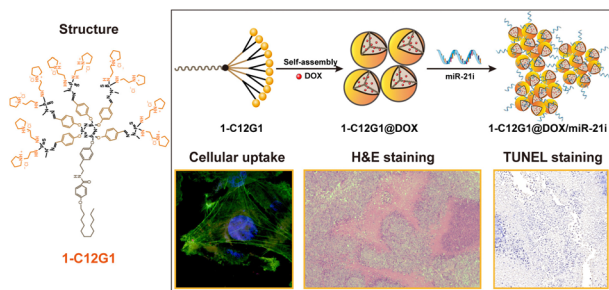 Structure
1-C12G1
Self-assembly
DOX
miR-21i
1-C12G1
1-C12G1@DOX
1-C12G1@DOX/miR-21i
Cellular uptake
H&E staining
TUNEL staining